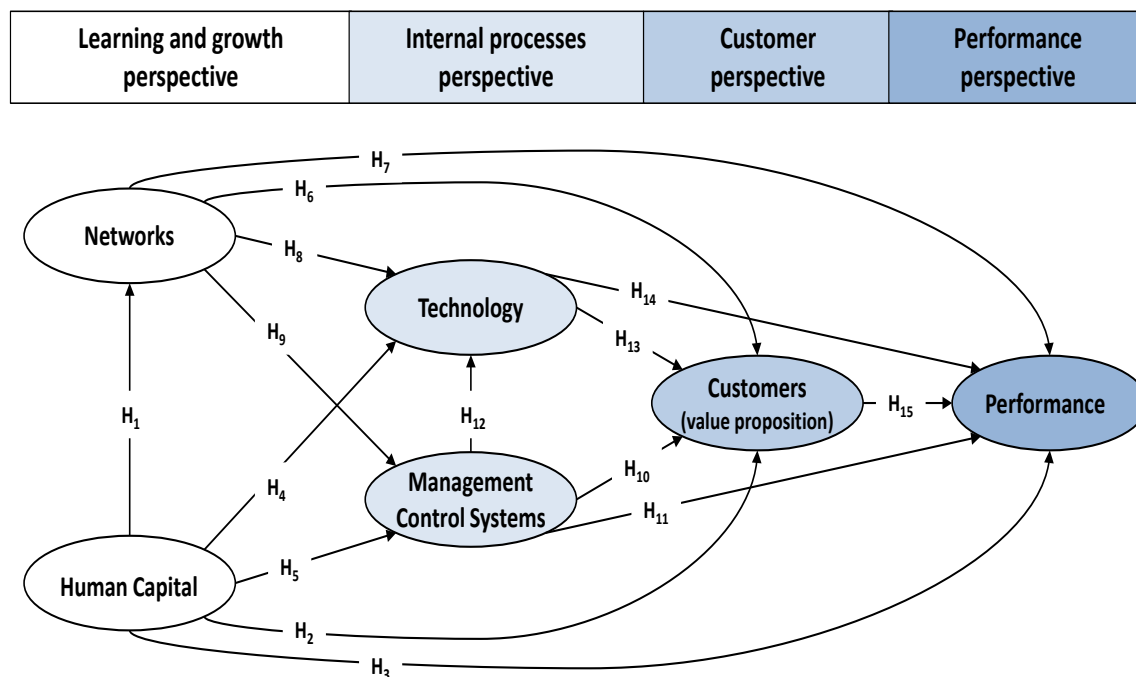 Learning and growth
perspective
Internal processes
perspective
Customer
perspective
Performance
perspective
H7
H6
Networks
H8
Technology
H14
H9
H13
Customers
(value proposition)
H15
Performance
H1
H12
H4
Management
Control Systems
H10
H11
H5
Human Capital
H2
H3